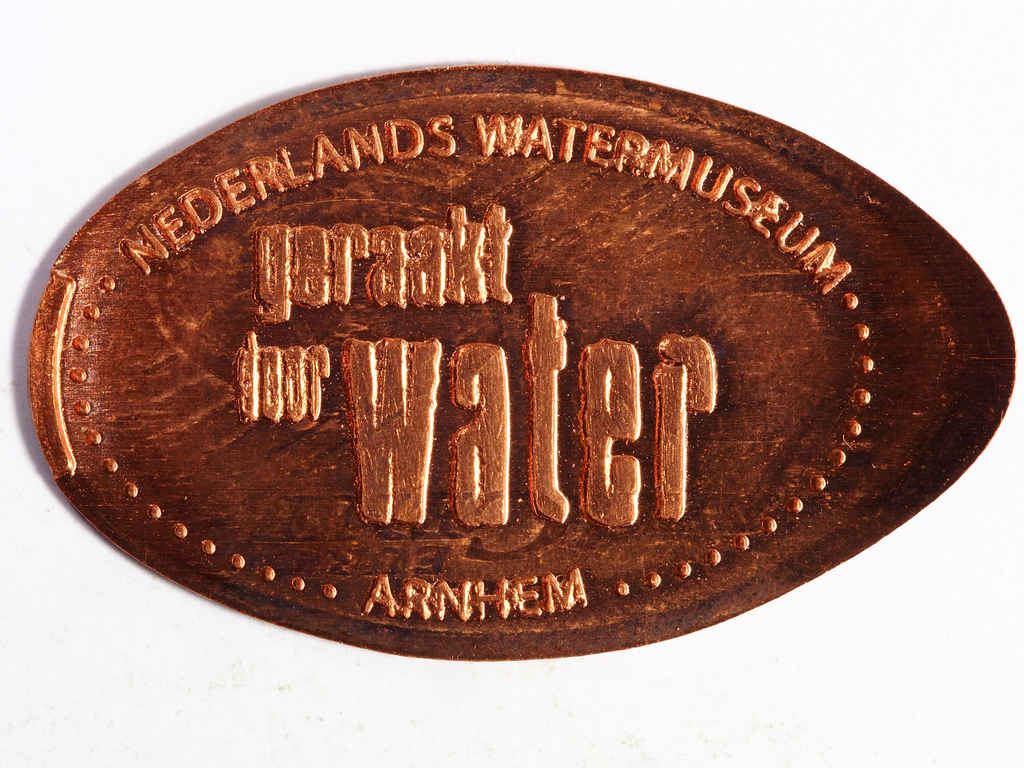 NEDERLANDS WATERMUSEUM
geraakt
door water
ARNHEM